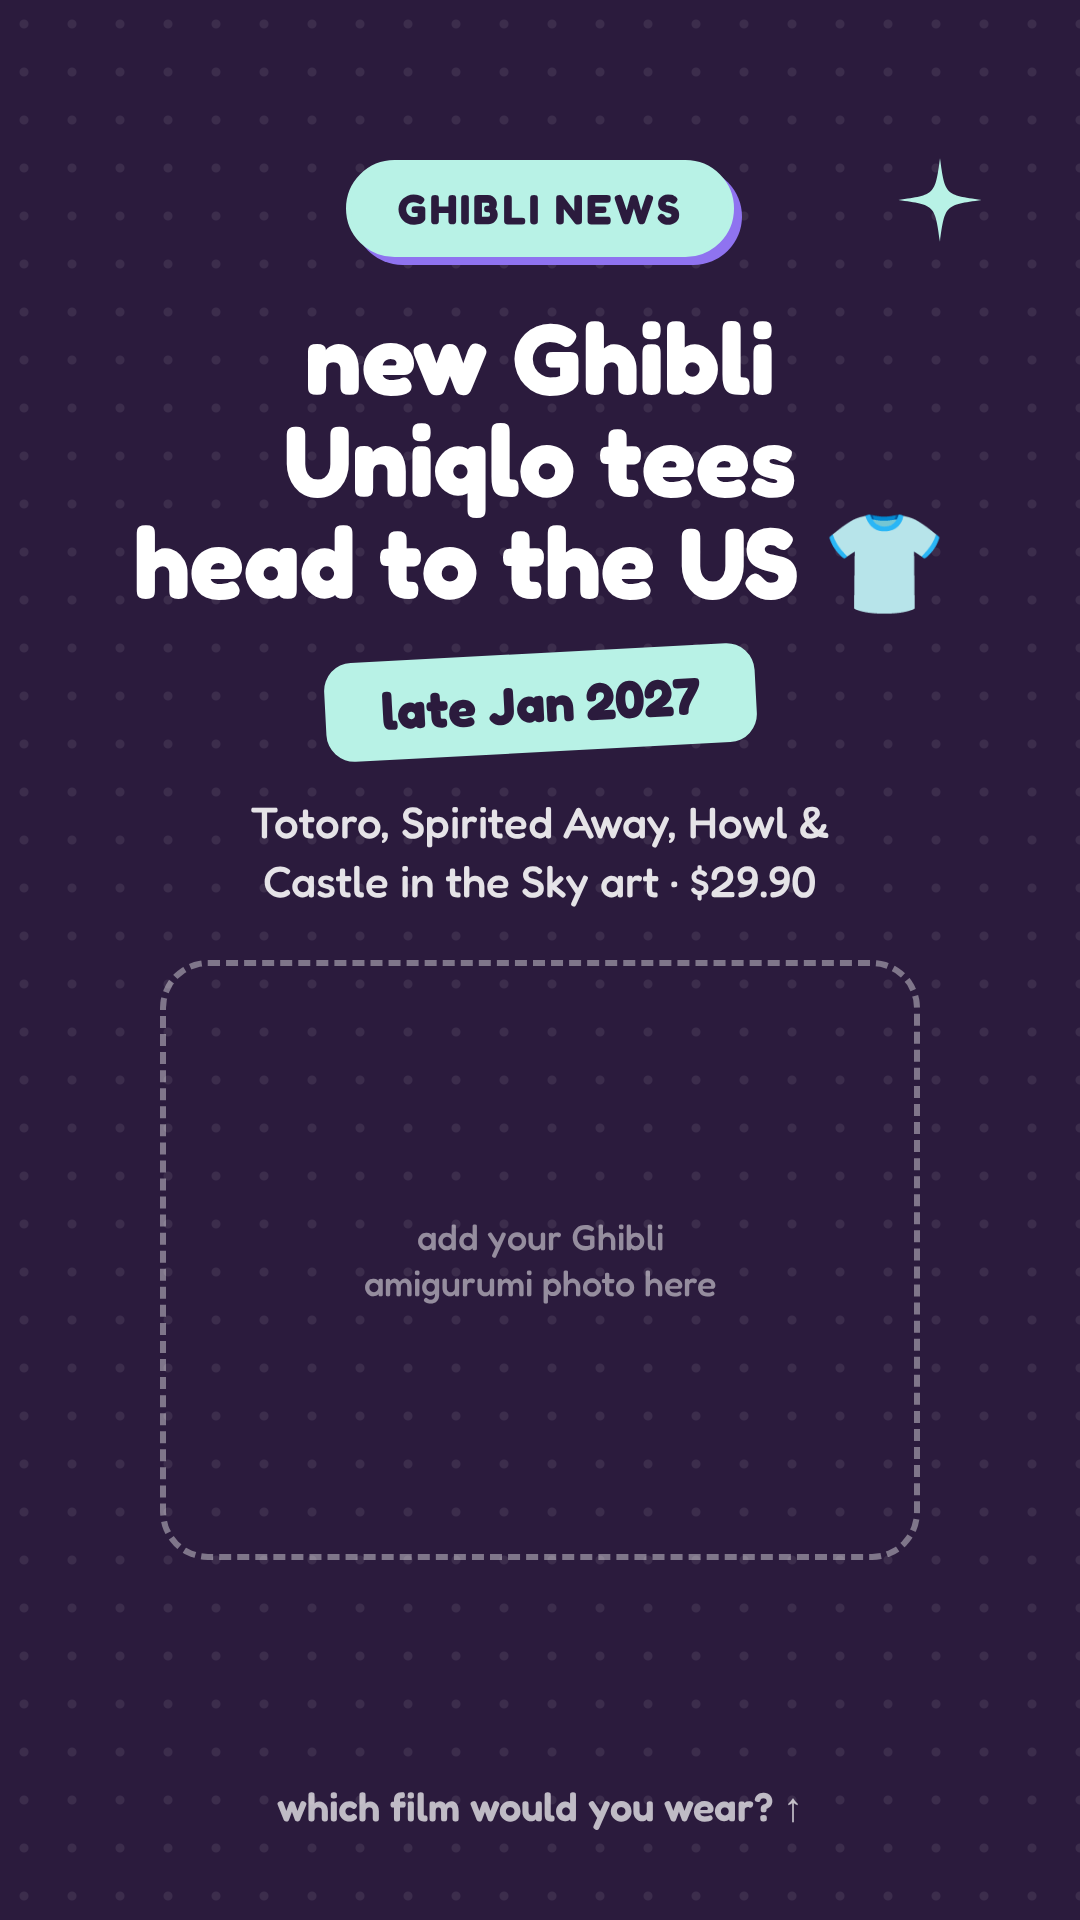 GHIBLI NEWS
new Ghibli
Uniqlo tees
head to the US 👕
late Jan 2027
Totoro, Spirited Away, Howl &
Castle in the Sky art · $29.90
add your Ghibli
amigurumi photo here
which film would you wear? ↑